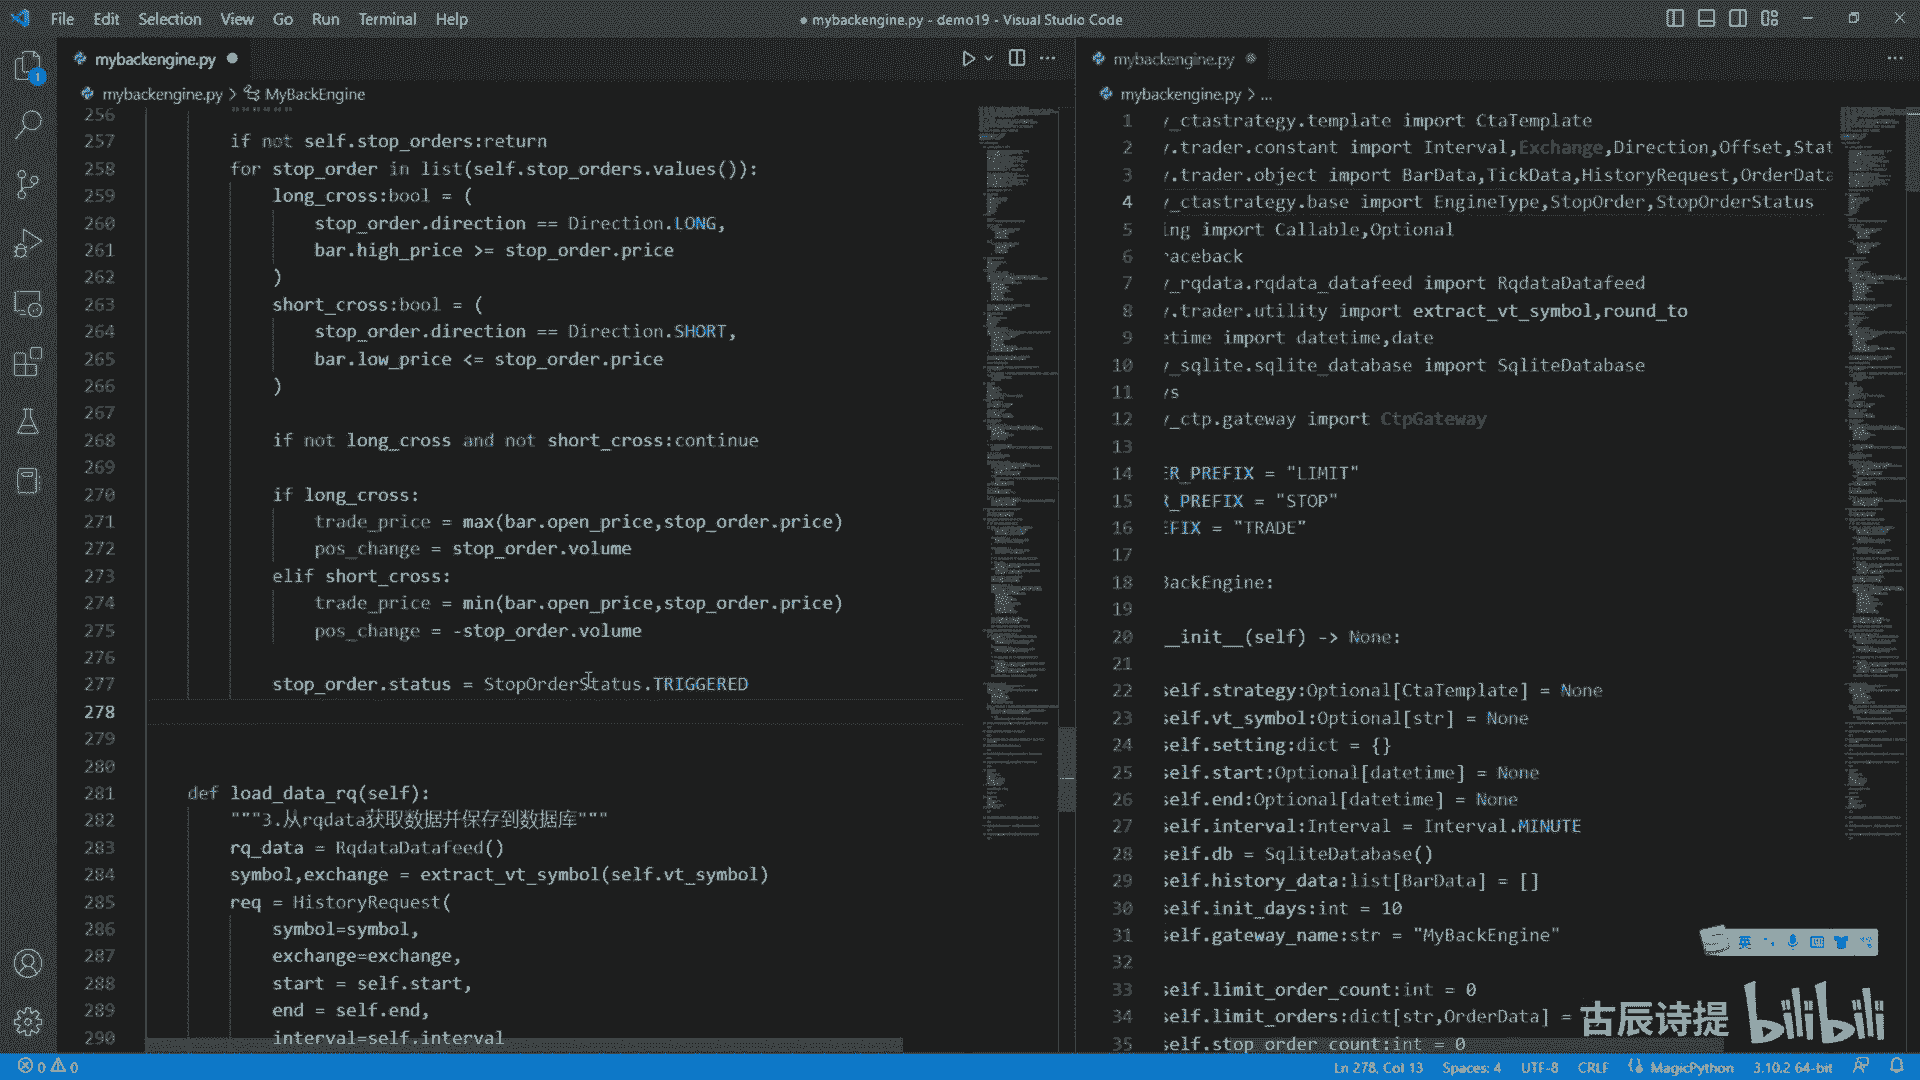 File Edit Selection View Go Run Terminal Help
● mybackengine.py - demo19 - Visual Studio Code
1
mybackengine.py ●
mybackengine.py > MyBackEngine
256
257 if not self.stop_orders:return
258 for stop_order in list(self.stop_orders.values()):
259 long_cross:bool = (
260 stop_order.direction == Direction.LONG,
261 bar.high_price >= stop_order.price
262 )
263 short_cross:bool = (
264 stop_order.direction == Direction.SHORT,
265 bar.low_price <= stop_order.price
266 )
267
268 if not long_cross and not short_cross:continue
269
270 if long_cross:
271 trade_price = max(bar.open_price,stop_order.price)
272 pos_change = stop_order.volume
273 elif short_cross:
274 trade_price = min(bar.open_price,stop_order.price)
275 pos_change = -stop_order.volume
276
277 stop_order.status = StopOrderStatus.TRIGGERED
278
279
280
281 def load_data_rq(self):
282 """3.从rqdata获取数据并保存到数据库"""
283 rq_data = RqdataDatafeed()
284 symbol,exchange = extract_vt_symbol(self.vt_symbol)
285 req = HistoryRequest(
286 symbol=symbol,
287 exchange=exchange,
288 start = self.start,
289 end = self.end,
290 interval=self.interval
mybackengine.py ●
mybackengine.py > ...
1 y_ctastrategy.template import CtaTemplate
2 y.trader.constant import Interval,Exchange,Direction,Offset,Stat
3 y.trader.object import BarData,TickData,HistoryRequest,OrderData
4 y_ctastrategy.base import EngineType,StopOrder,StopOrderStatus
5 ing import Callable,Optional
6 aceback
7 y_rqdata.rqdata_datafeed import RqdataDatafeed
8 y.trader.utility import extract_vt_symbol,round_to
9 etime import datetime,date
10 y_sqlite.sqlite_database import SqliteDatabase
11 ys
12 y_ctp.gateway import CtpGateway
13
14 ER_PREFIX = "LIMIT"
15 R_PREFIX = "STOP"
16 EFIX = "TRADE"
17
18 BackEngine:
19
20 __init__(self) -> None:
21
22 self.strategy:Optional[CtaTemplate] = None
23 self.vt_symbol:Optional[str] = None
24 self.setting:dict = {}
25 self.start:Optional[datetime] = None
26 self.end:Optional[datetime] = None
27 self.interval:Interval = Interval.MINUTE
28 self.db = SqliteDatabase()
29 self.history_data:list[BarData] = []
30 self.init_days:int = 10
31 self.gateway_name:str = "MyBackEngine"
32
33 self.limit_order_count:int = 0
34 self.limit_orders:dict[str,OrderData] =
35 self.stop_order_count:int = 0
英
古辰诗提 bilibili
0 0 Ln 278, Col 13 Spaces: 4 UTF-8 CRLF MagicPython 3.10.2 64-bit